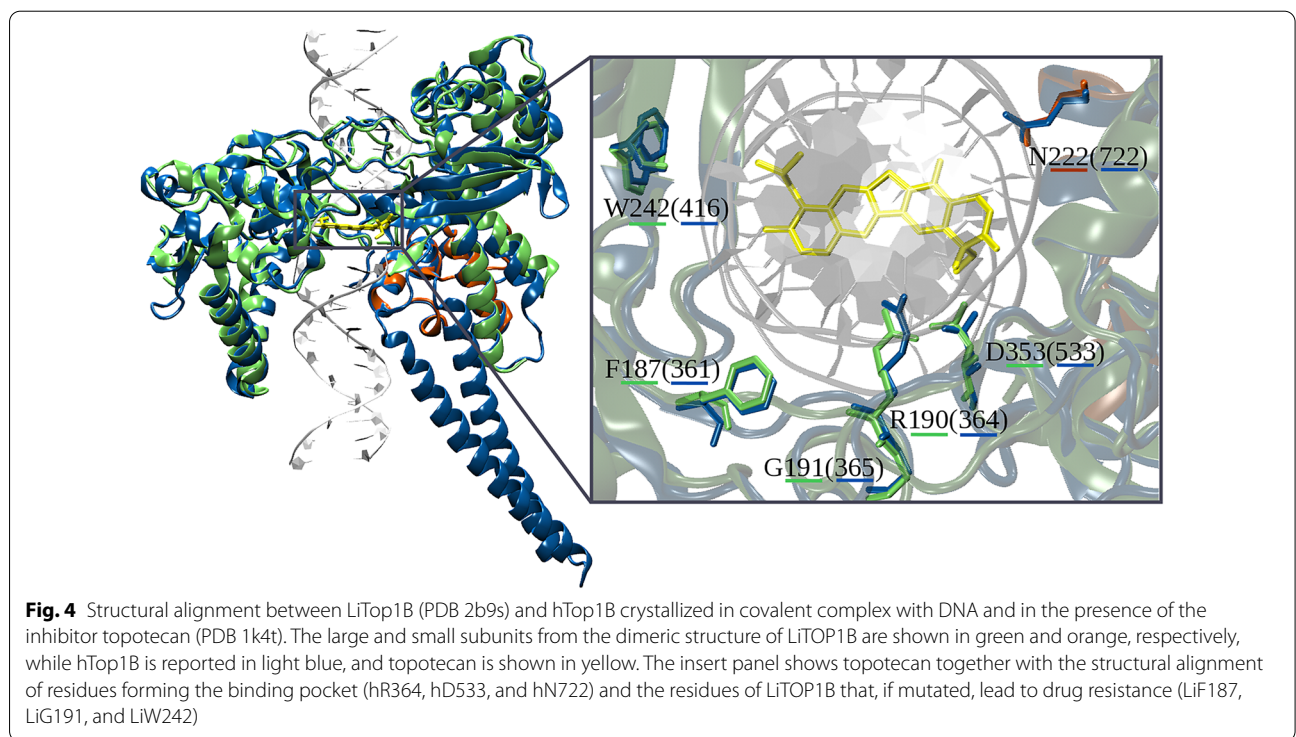 N222(722)
W242(416)
D353(533)
F187(361)
R190(364)
G191(365)
Fig. 4 Structural alignment between LiTop1B (PDB 2b9s) and hTop1B crystallized in covalent complex with DNA and in the presence of the
inhibitor topotecan (PDB 1k4t). The large and small subunits from the dimeric structure of LiTOP1B are shown in green and orange, respectively,
while hTop1B is reported in light blue, and topotecan is shown in yellow. The insert panel shows topotecan together with the structural alignment
of residues forming the binding pocket (hR364, hD533, and hN722) and the residues of LiTOP1B that, if mutated, lead to drug resistance (LiF187,
LiG191, and LiW242)